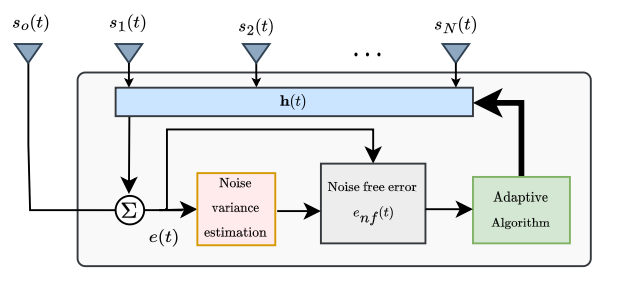 s_o(t) s_1(t) s_2(t) ... s_N(t)
h(t)
Noise
variance
estimation
Noise free error
e_nf(t)
Adaptive
Algorithm
Σ
e(t)